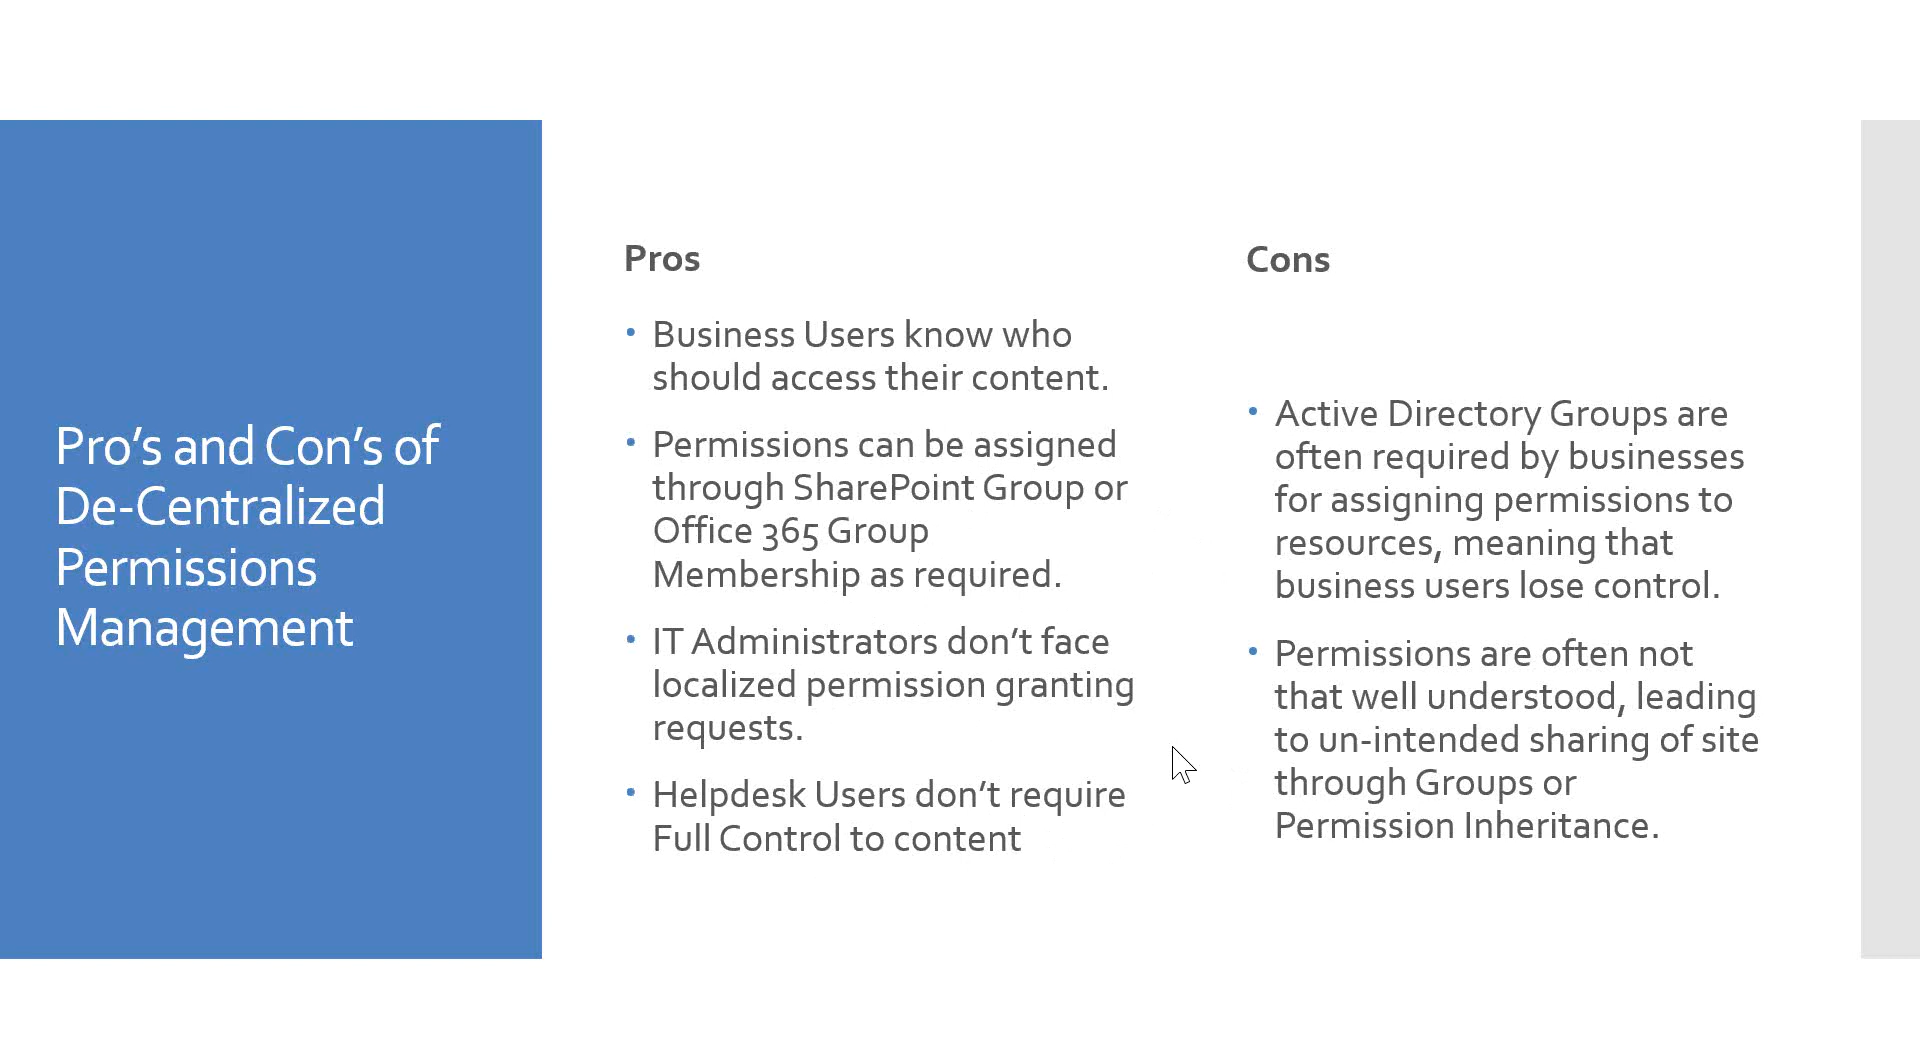 Pro’s and Con’s of
De-Centralized
Permissions
Management
Pros
• Business Users know who
should access their content.
• Permissions can be assigned
through SharePoint Group or
Office 365 Group
Membership as required.
• IT Administrators don’t face
localized permission granting
requests.
• Helpdesk Users don’t require
Full Control to content
Cons
• Active Directory Groups are
often required by businesses
for assigning permissions to
resources, meaning that
business users lose control.
• Permissions are often not
that well understood, leading
to un-intended sharing of site
through Groups or
Permission Inheritance.